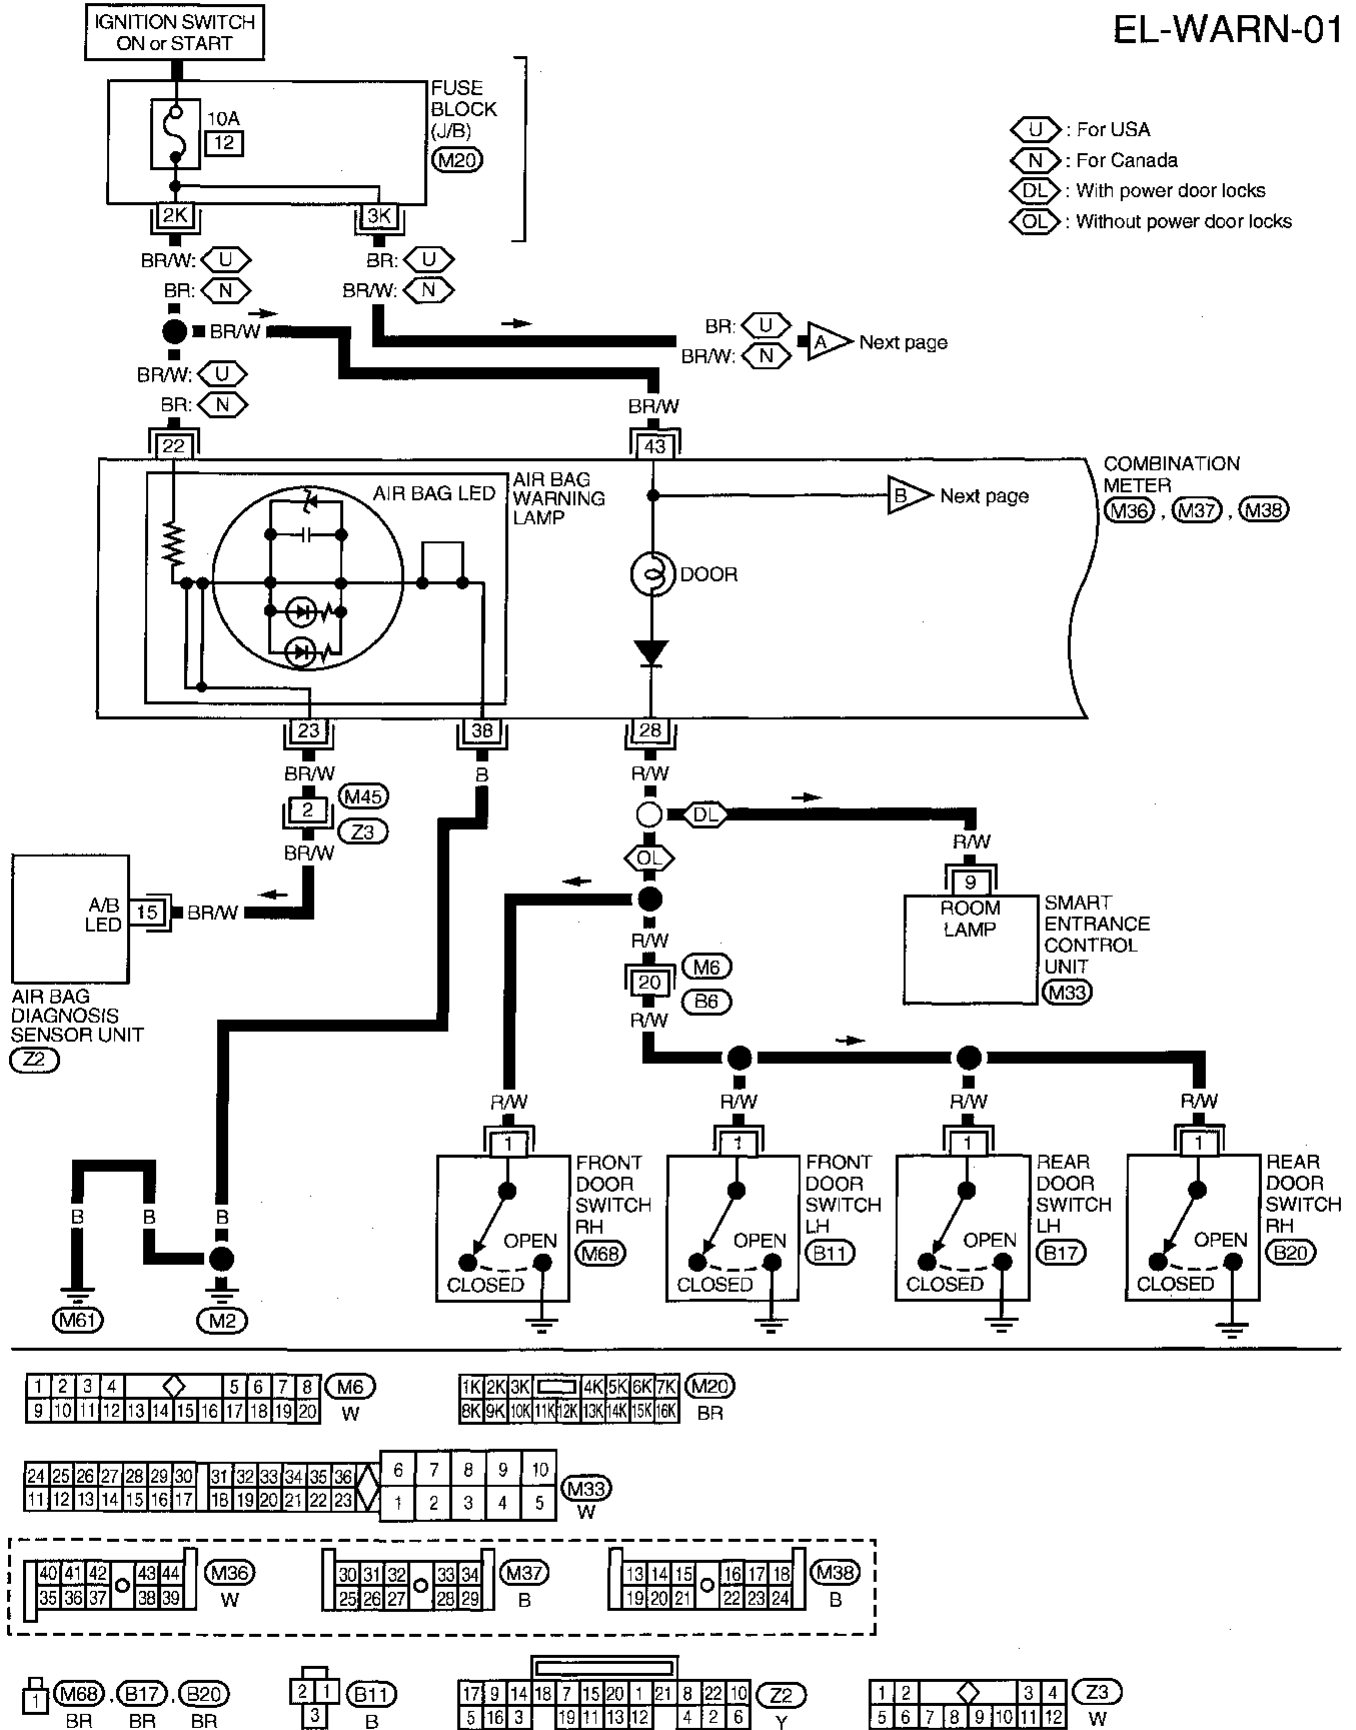 EL-WARN-01
IGNITION SWITCH
ON or START
FUSE
BLOCK
(J/B)
M20
10A
12
2K
3K
U : For USA
N : For Canada
DL : With power door locks
OL : Without power door locks
BR/W: U
BR: N
BR: U
BR/W: N
BR/W
BR: U
BR/W: N
A Next page
BR/W: U
BR: N
BR/W
22
43
COMBINATION
METER
M36 , M37 , M38
AIR BAG LED
AIR BAG
WARNING
LAMP
B Next page
DOOR
23
38
28
BR/W
B
R/W
2
M45
Z3
BR/W
DL
R/W
OL
9
ROOM
LAMP
SMART
ENTRANCE
CONTROL
UNIT
M33
A/B
LED
15
BR/W
AIR BAG
DIAGNOSIS
SENSOR UNIT
Z2
R/W
20
M6
B6
R/W
R/W
R/W
R/W
R/W
1
1
1
1
FRONT
DOOR
SWITCH
RH
M68
OPEN
CLOSED
FRONT
DOOR
SWITCH
LH
B11
OPEN
CLOSED
REAR
DOOR
SWITCH
LH
B17
OPEN
CLOSED
REAR
DOOR
SWITCH
RH
B20
OPEN
CLOSED
B
B
B
M61
M2
1 2 3 4 5 6 7 8
9 10 11 12 13 14 15 16 17 18 19 20
M6
W
1K 2K 3K 4K 5K 6K 7K
8K 9K 10K 11K 12K 13K 14K 15K 16K
M20
BR
24 25 26 27 28 29 30 31 32 33 34 35 36 6 7 8 9 10
11 12 13 14 15 16 17 18 19 20 21 22 23 1 2 3 4 5
M33
W
40 41 42 43 44
35 36 37 38 39
M36
W
30 31 32 33 34
25 26 27 28 29
M37
B
13 14 15 16 17 18
19 20 21 22 23 24
M38
B
1
M68 , B17 , B20
BR BR BR
2 1
3
B11
B
17 9 14 18 7 15 20 1 21 8 22 10
5 16 3 19 11 13 12 4 2 6
Z2
Y
1 2 3 4
5 6 7 8 9 10 11 12
Z3
W